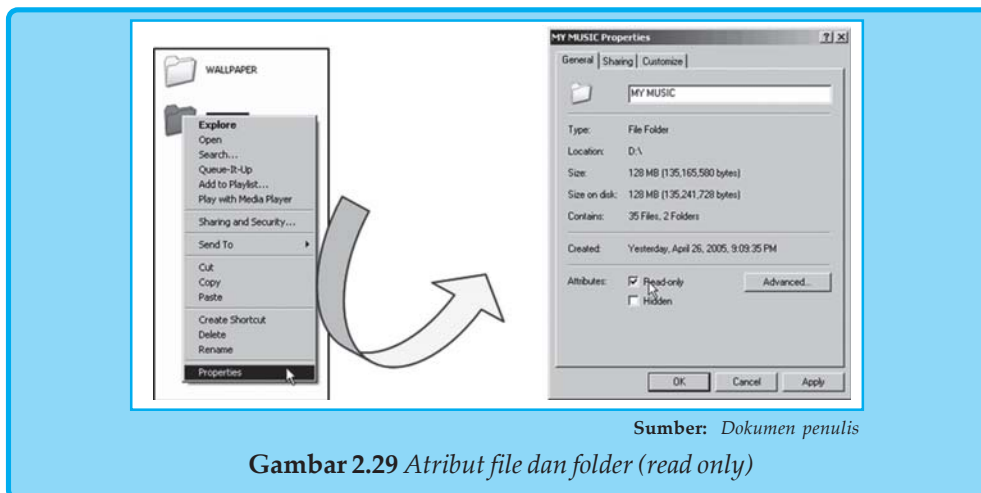 WALLPAPER
Explore
Open
Search...
Queue-It-Up
Add to Playlist...
Play with Media Player
Sharing and Security...
Send To
Cut
Copy
Paste
Create Shortcut
Delete
Rename
Properties
MY MUSIC Properties
General Sharing Customize
MY MUSIC
Type: File Folder
Location: D:\
Size: 128 MB (135,165,580 bytes)
Size on disk: 128 MB (135,241,728 bytes)
Contains: 35 Files, 2 Folders
Created: Yesterday, April 26, 2005, 9:09:35 PM
Attributes: Read-only Advanced...
Hidden
OK Cancel Apply
Sumber: Dokumen penulis
Gambar 2.29 Atribut file dan folder (read only)